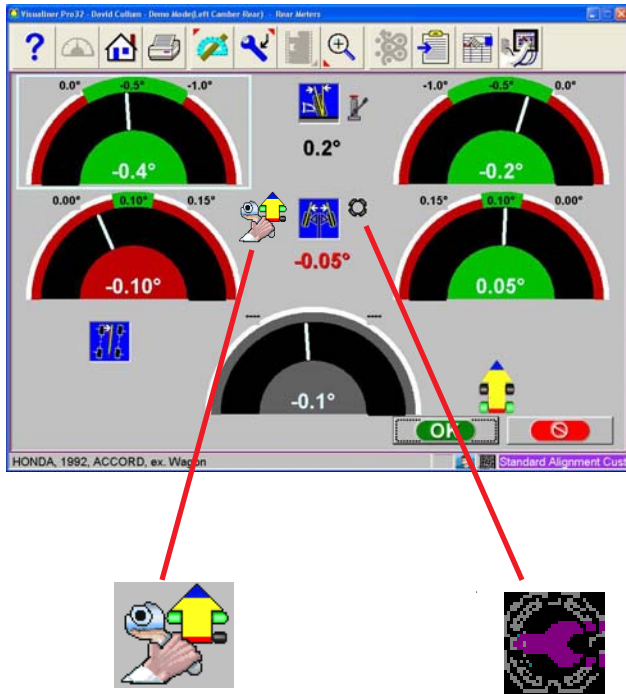 Visualiner Pro32 - David Cullum - Demo Mode(Left Camber Rear) - Rear Meters
0.0° -0.5° -1.0°
-1.0° -0.5° 0.0°
-0.4°
0.2°
-0.2°
0.00° 0.10° 0.15°
0.15° 0.10° 0.00°
-0.10°
-0.05°
0.05°
---- ----
-0.1°
OK
HONDA, 1992, ACCORD, ex. Wagon
Standard Alignment Cust